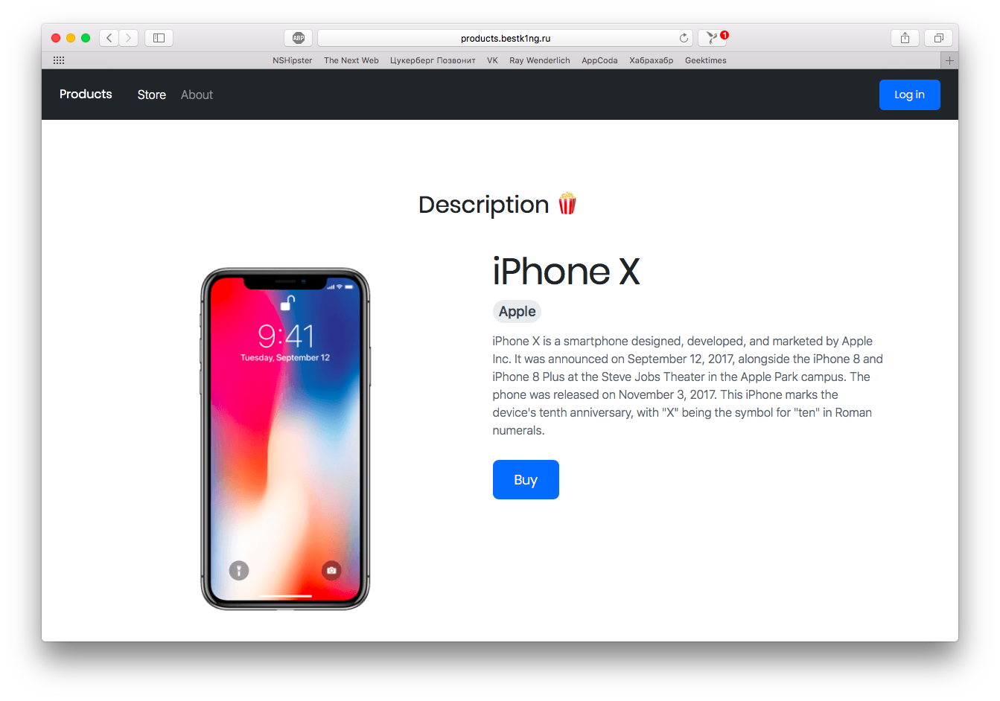 ABP
products.bestk1ng.ru
1
NSHipster The Next Web Цукерберг Позвонит VK Ray Wenderlich AppCoda Хабрахабр Geektimes
Products Store About Log in
Description 🍿
9:41
Tuesday, September 12
iPhone X
Apple
iPhone X is a smartphone designed, developed, and marketed by Apple
Inc. It was announced on September 12, 2017, alongside the iPhone 8 and
iPhone 8 Plus at the Steve Jobs Theater in the Apple Park campus. The
phone was released on November 3, 2017. This iPhone marks the
device's tenth anniversary, with "X" being the symbol for "ten" in Roman
numerals.
Buy